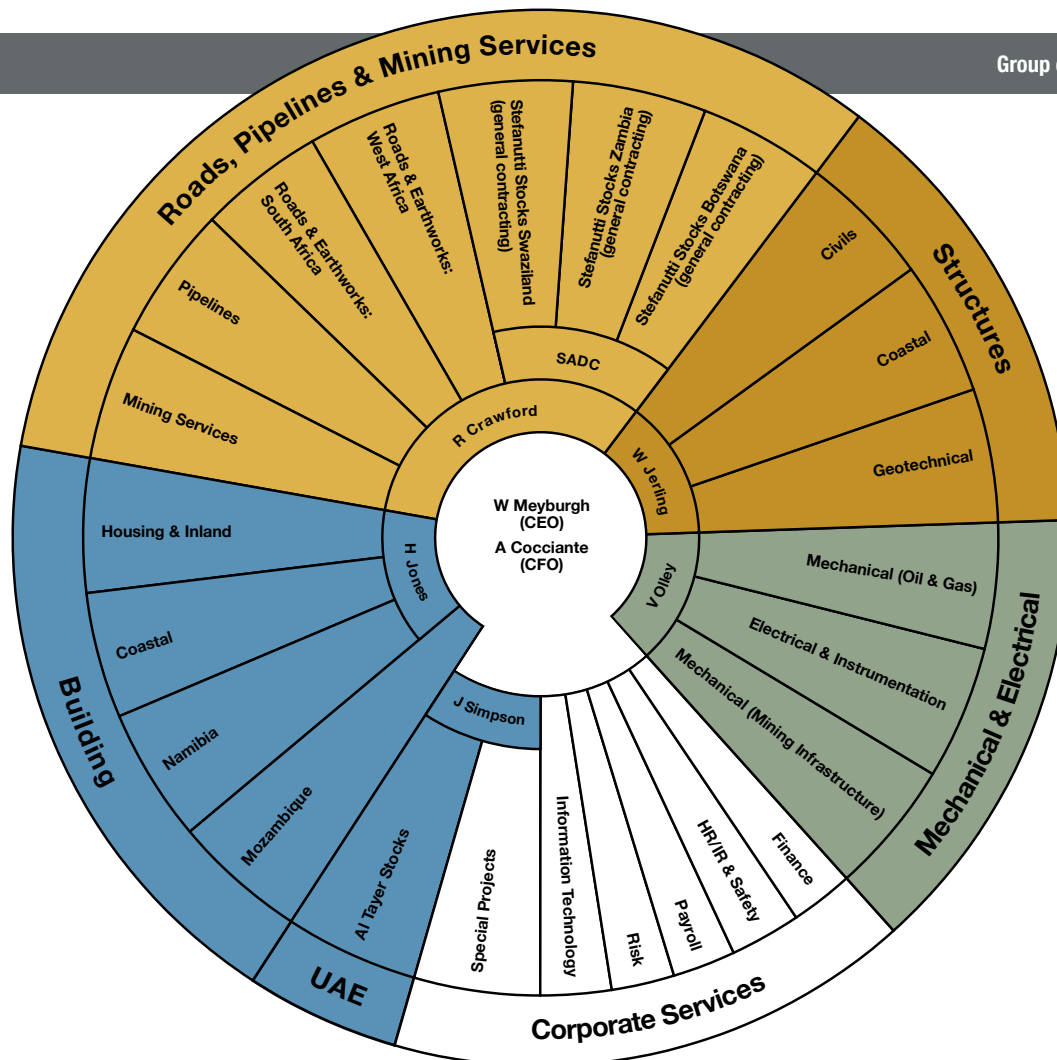 Group
Roads, Pipelines & Mining Services
Mining Services
Pipelines
Roads & Earthworks:
South Africa
Roads & Earthworks:
West Africa
Stefanutti Stocks Swaziland
(general contracting)
Stefanutti Stocks Zambia
(general contracting)
Stefanutti Stocks Botswana
(general contracting)
SADC
R Crawford
Structures
Civils
Coastal
Geotechnical
W Jerling
W Meyburgh
(CEO)
A Cocciante
(CFO)
Mechanical & Electrical
Mechanical (Oil & Gas)
Electrical & Instrumentation
Mechanical (Mining Infrastructure)
V Olley
Building
Housing & Inland
Coastal
Namibia
Mozambique
H Jones
UAE
Al Tayer Stocks
J Simpson
Corporate Services
Special Projects
Information Technology
Risk
Payroll
HR/IR & Safety
Finance